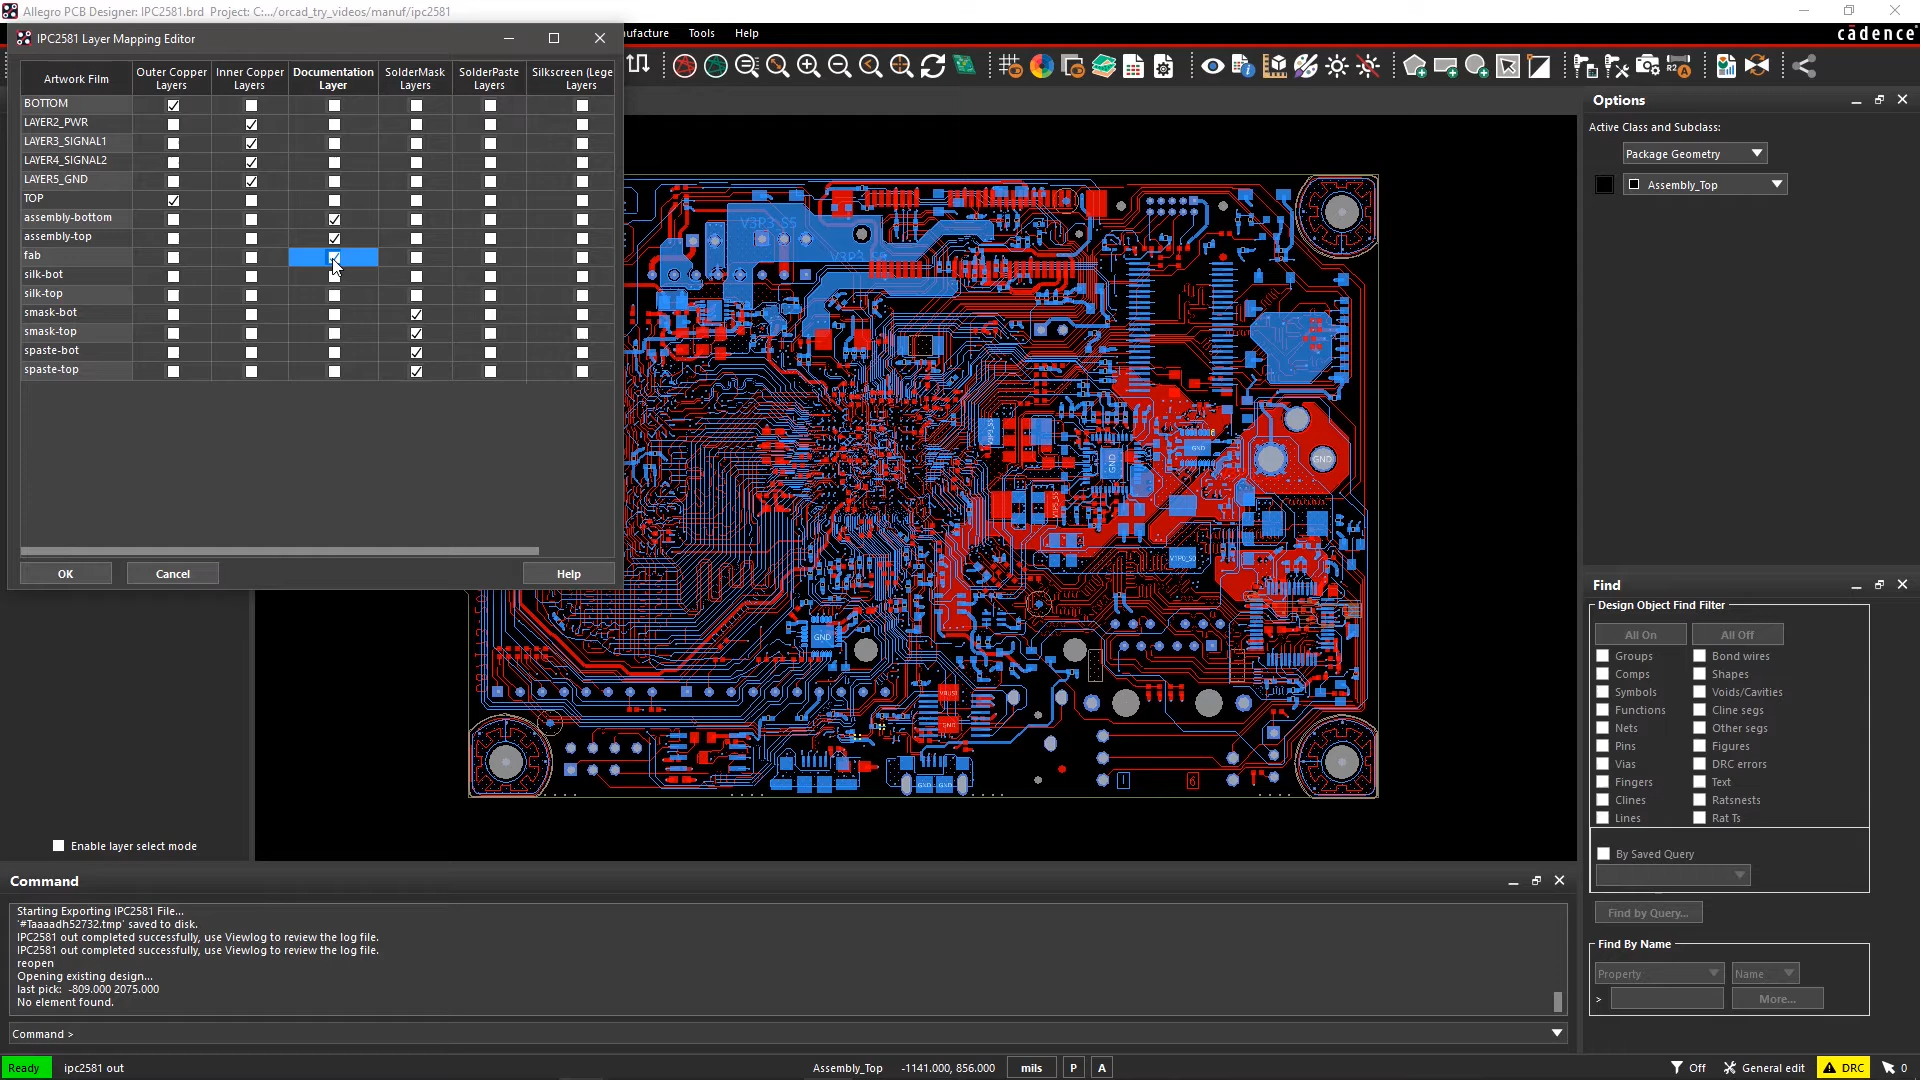 Allegro PCB Designer: IPC2581.brd  Project: C:.../orcad_try_videos/manuf/ipc2581
IPC2581 Layer Mapping Editor
ufacture Tools Help
cādence
Artwork Film
Outer Copper Layers
Inner Copper Layers
Documentation Layer
SolderMask Layers
SolderPaste Layers
Silkscreen (Lege
Layers
BOTTOM
LAYER2_PWR
LAYER3_SIGNAL1
LAYER4_SIGNAL2
LAYER5_GND
TOP
assembly-bottom
assembly-top
fab
silk-bot
silk-top
smask-bot
smask-top
spaste-bot
spaste-top
OK Cancel Help
V3P3_S5
GND
GND
GND
GND
Options
Active Class and Subclass:
Package Geometry
Assembly_Top
Find
Design Object Find Filter
All On All Off
Groups Bond wires
Comps Shapes
Symbols Voids/Cavities
Functions Cline segs
Nets Other segs
Pins Figures
Vias DRC errors
Fingers Text
Clines Ratsnests
Lines Rat Ts
By Saved Query
Find by Query...
Find By Name
Property Name
> More...
Enable layer select mode
Command
Starting Exporting IPC2581 File...
'#Taaaadh52732.tmp' saved to disk.
IPC2581 out completed successfully, use Viewlog to review the log file.
IPC2581 out completed successfully, use Viewlog to review the log file.
reopen
Opening existing design...
last pick:  -809.000 2075.000
No element found.
Command >
Ready ipc2581 out Assembly_Top -1141.000, 856.000 mils P A Off General edit DRC 0